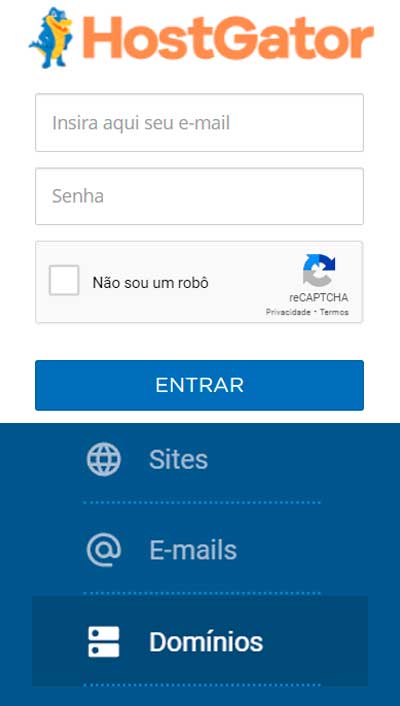 HostGator
Insira aqui seu e-mail
Senha
Não sou um robô
reCAPTCHA
Privacidade • Termos
ENTRAR
Sites
E-mails
Domínios